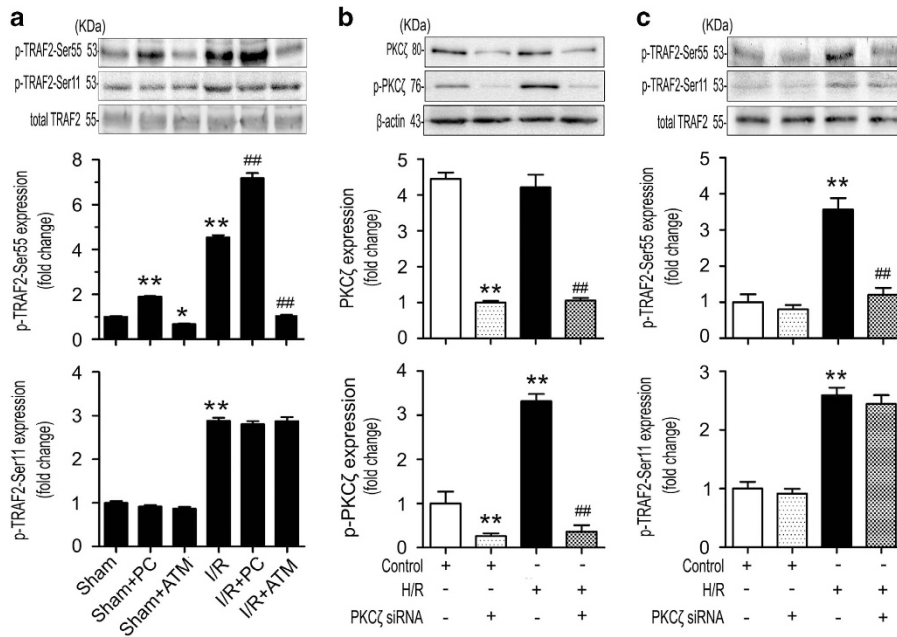 a
(KDa)
p-TRAF2-Ser55 53
p-TRAF2-Ser11 53
total TRAF2 55
p-TRAF2-Ser55 expression
(fold change)
8
6
4
2
1
0
**
*
**
##
##
p-TRAF2-Ser11 expression
(fold change)
4
3
2
1
0
**
Sham
Sham+PC
Sham+ATM
I/R
I/R+PC
I/R+ATM
b
(KDa)
PKCζ 80
p-PKCζ 76
β-actin 43
PKCζ expression
(fold change)
5
4
3
2
1
0
**
##
p-PKCζ expression
(fold change)
4
3
2
1
0
**
**
##
Control + + - -
H/R - - + +
PKCζ siRNA - + - +
c
(KDa)
p-TRAF2-Ser55 53
p-TRAF2-Ser11 53
total TRAF2 55
p-TRAF2-Ser55 expression
(fold change)
5
4
3
2
1
0
**
##
p-TRAF2-Ser11 expression
(fold change)
4
3
2
1
0
**
+ + - -
- - + +
- + - +